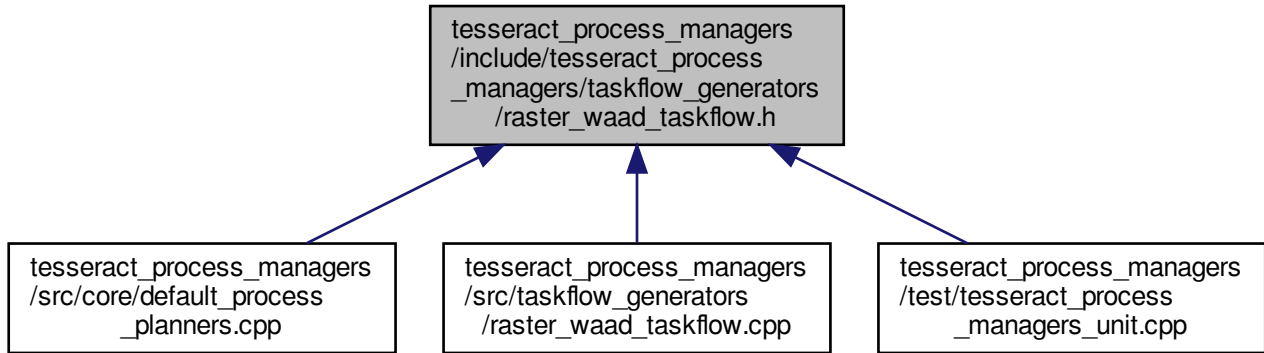 tesseract_process_managers
/include/tesseract_process
_managers/taskflow_generators
/raster_waad_taskflow.h
tesseract_process_managers
/src/core/default_process
_planners.cpp
tesseract_process_managers
/src/taskflow_generators
/raster_waad_taskflow.cpp
tesseract_process_managers
/test/tesseract_process
_managers_unit.cpp